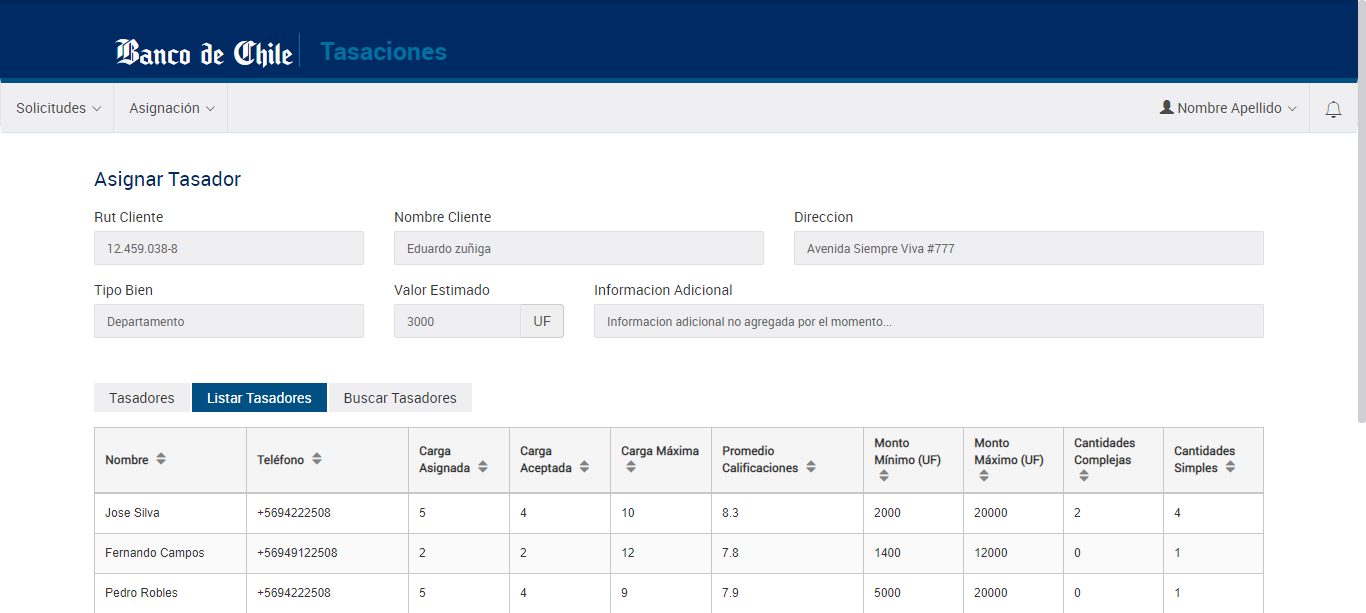 Banco de Chile Tasaciones
Solicitudes Asignación Nombre Apellido
Asignar Tasador
Rut Cliente Nombre Cliente Direccion
12.459.038-8 Eduardo zuñiga Avenida Siempre Viva #777
Tipo Bien Valor Estimado Informacion Adicional
Departamento 3000 UF Informacion adicional no agregada por el momento...
Tasadores Listar Tasadores Buscar Tasadores
Nombre Teléfono Carga Asignada Carga Aceptada Carga Máxima Promedio Calificaciones Monto Mínimo (UF) Monto Máximo (UF) Cantidades Complejas Cantidades Simples
Jose Silva +5694222508 5 4 10 8.3 2000 20000 2 4
Fernando Campos +56949122508 2 2 12 7.8 1400 12000 0 1
Pedro Robles +5694222508 5 4 9 7.9 5000 20000 0 1